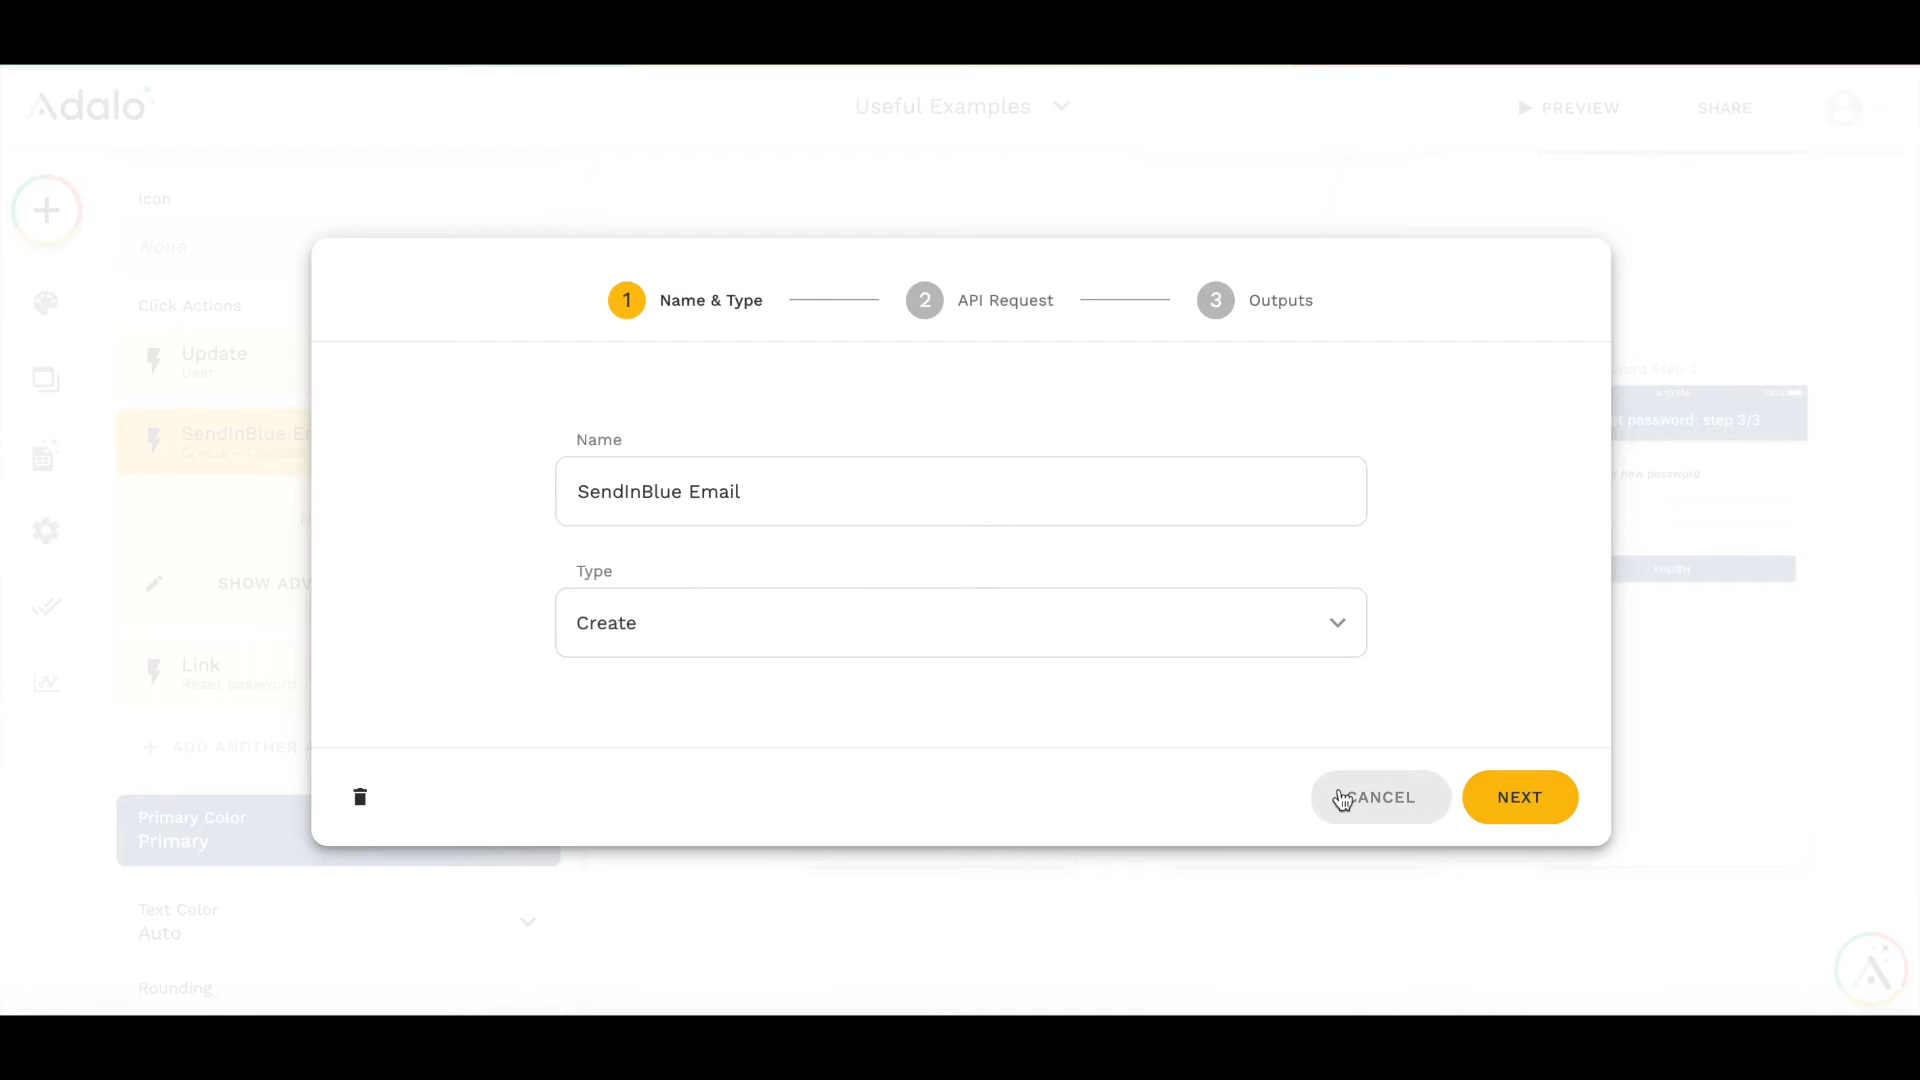 Adalo
Useful Examples
PREVIEW
SHARE
Icon
None
Click Actions
Update
User
SendInBlue
Create
SHOW
Link
Reset password
ADD ANOTHER
Primary Color
Primary
Text Color
Auto
Rounding
1 Name & Type
2 API Request
3 Outputs
Name
SendInBlue Email
Type
Create
CANCEL
NEXT
password: step 3/3
new password
FINISH